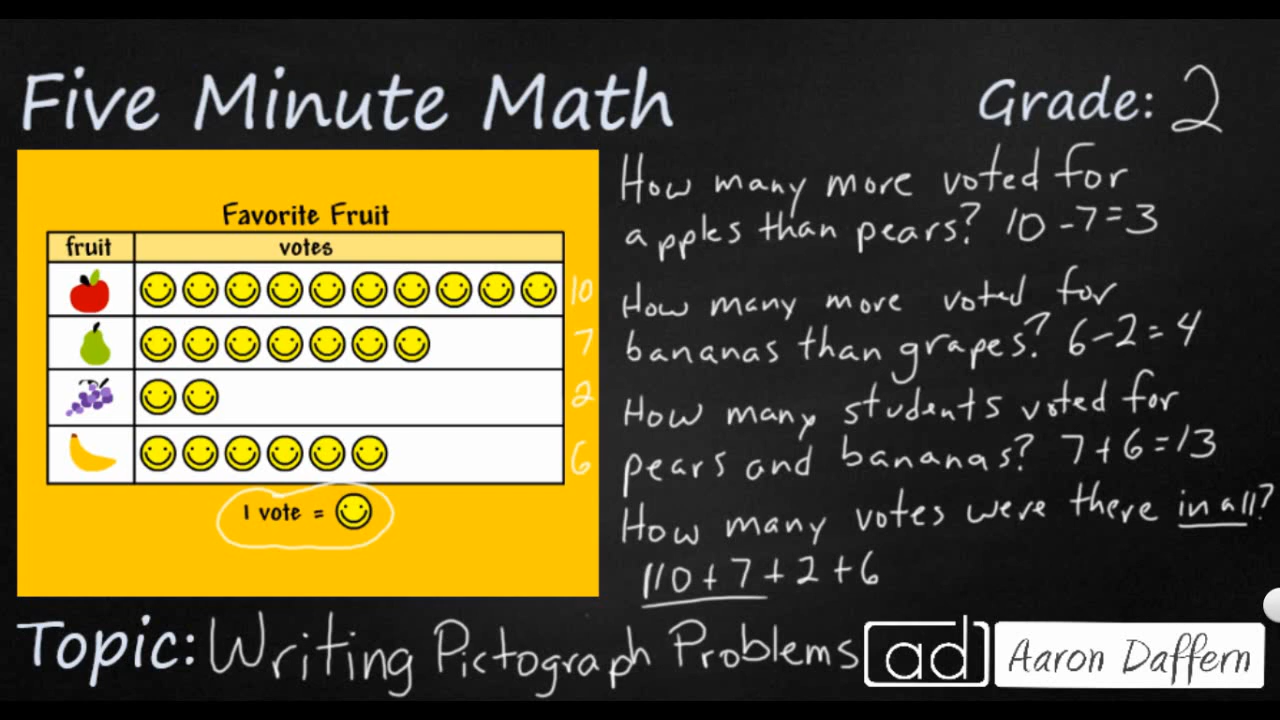 Five Minute Math
Grade: 2
Favorite Fruit
fruit votes
10
7
2
6
1 vote =
How many more voted for
apples than pears? 10-7=3
How many more voted for
bananas than grapes? 6-2=4
How many students voted for
pears and bananas? 7+6=13
How many votes were there in all?
110+7+2+6
Topic: Writing Pictograph Problems
ad Aaron Daffern